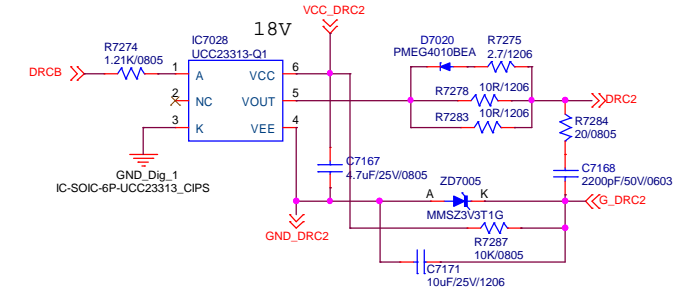 VCC_DRC2
18V
IC7028
UCC23313-Q1
R7274
1.21K/0805
DRCB
1
A
VCC
6
2
NC
VOUT
5
3
K
VEE
4
GND_Dig_1
IC-SOIC-6P-UCC23313_CIPS
D7020
PMEG4010BEA
R7275
2.7/1206
R7278
10R/1206
R7283
10R/1206
DRC2
R7284
20/0805
C7167
4.7uF/25V/0805
C7168
2200pF/50V/0603
ZD7005
A
K
MMSZ3V3T1G
G_DRC2
GND_DRC2
R7287
10K/0805
C7171
10uF/25V/1206